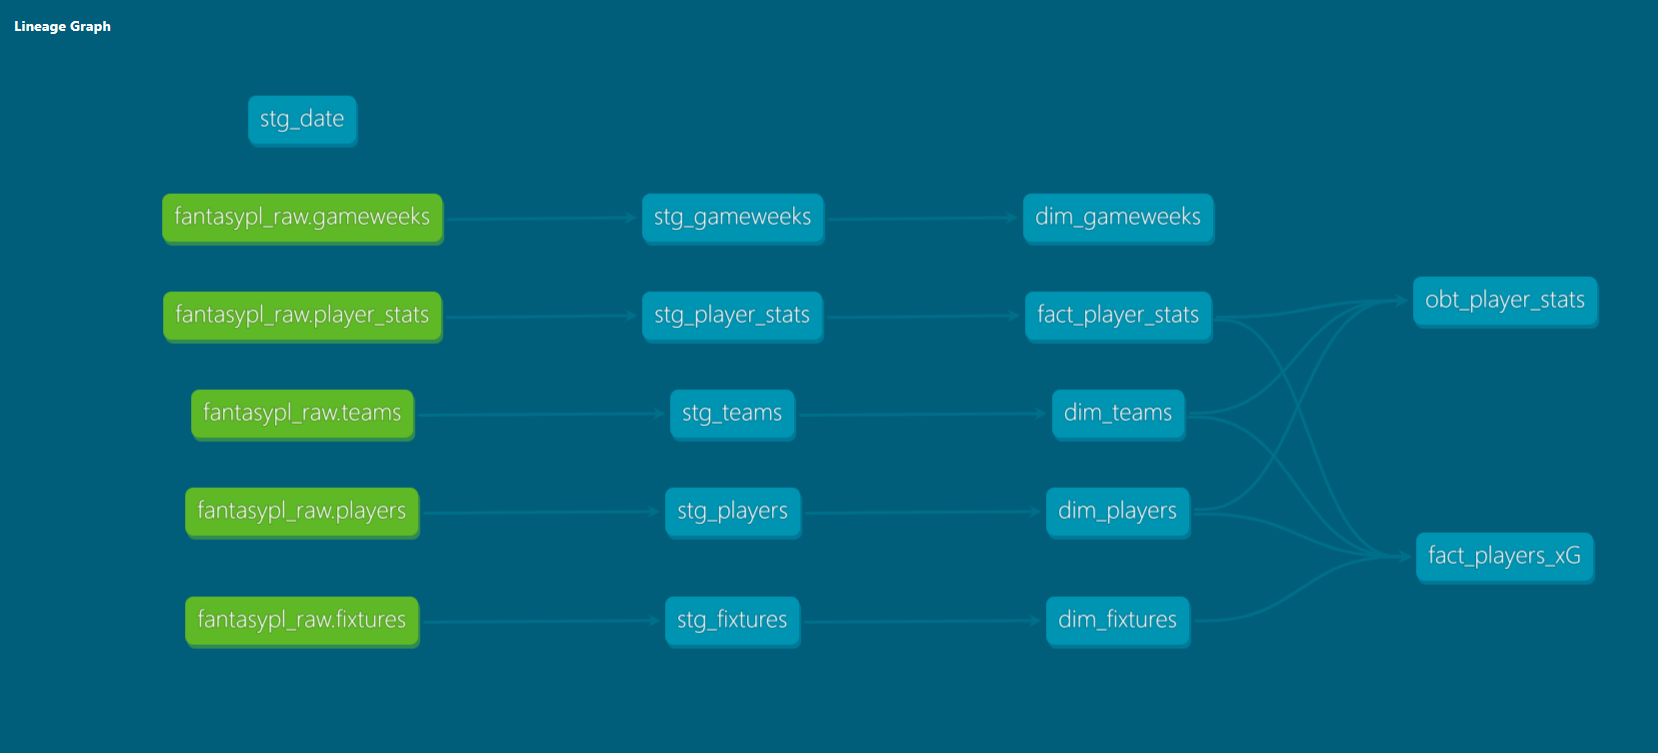 Lineage Graph
stg_date
fantasypl_raw.gameweeks
stg_gameweeks
dim_gameweeks
fantasypl_raw.player_stats
stg_player_stats
fact_player_stats
obt_player_stats
fantasypl_raw.teams
stg_teams
dim_teams
fantasypl_raw.players
stg_players
dim_players
fact_players_xG
fantasypl_raw.fixtures
stg_fixtures
dim_fixtures